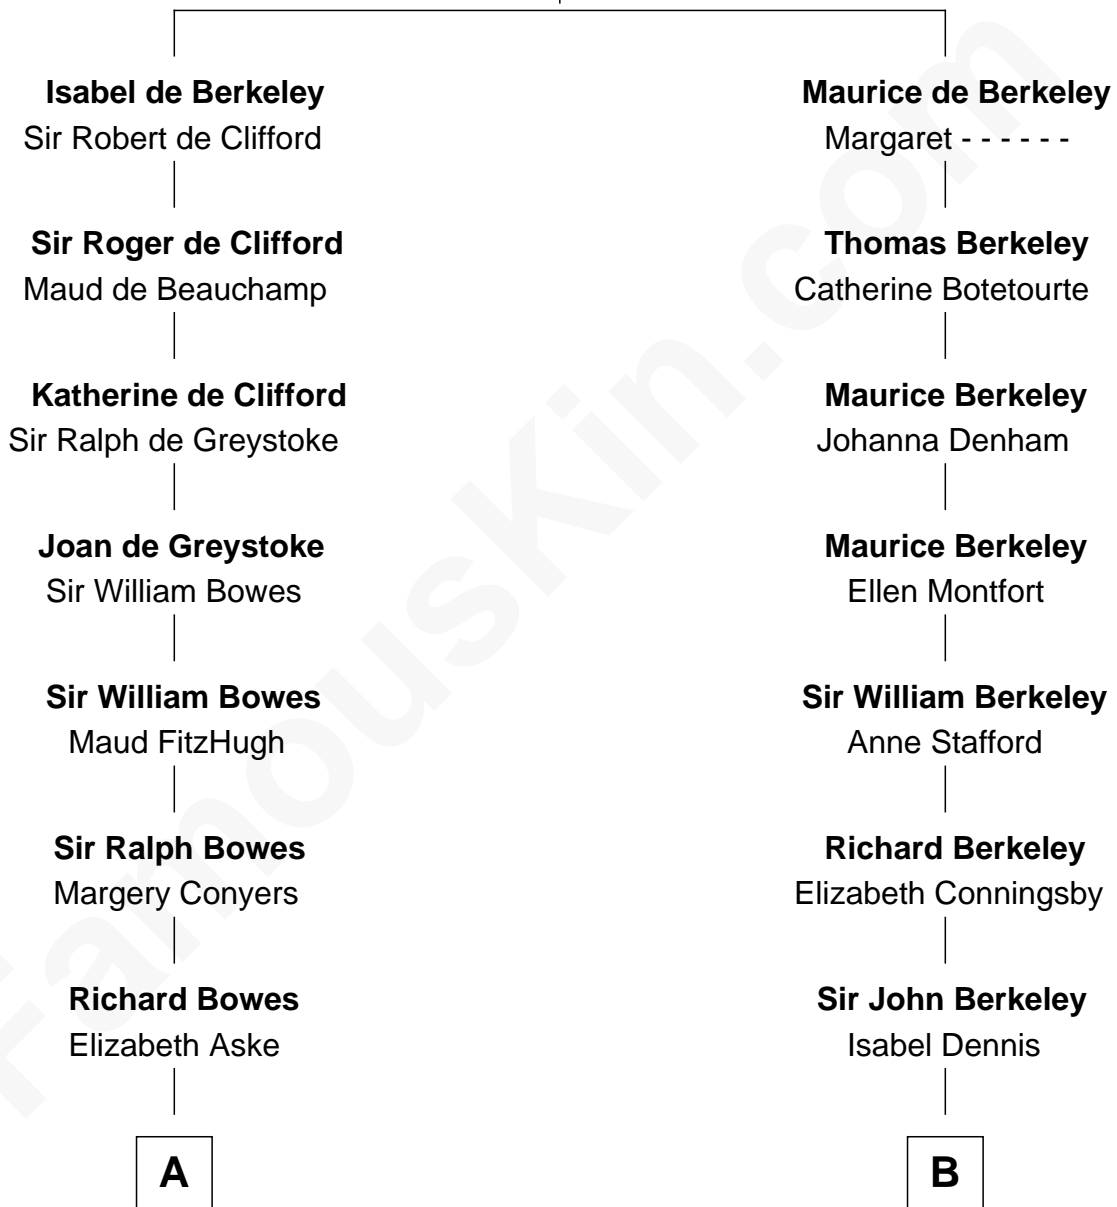 Isabel de Berkeley
Sir Robert de Clifford
Sir Roger de Clifford
Maud de Beauchamp
Katherine de Clifford
Sir Ralph de Greystoke
Joan de Greystoke
Sir William Bowes
Sir William Bowes
Maud FitzHugh
Sir Ralph Bowes
Margery Conyers
Richard Bowes
Elizabeth Aske
A
Maurice de Berkeley
Margaret - - - - - -
Thomas Berkeley
Catherine Botetourte
Maurice Berkeley
Johanna Denham
Maurice Berkeley
Ellen Montfort
Sir William Berkeley
Anne Stafford
Richard Berkeley
Elizabeth Conningsby
Sir John Berkeley
Isabel Dennis
B
FamousKin.com